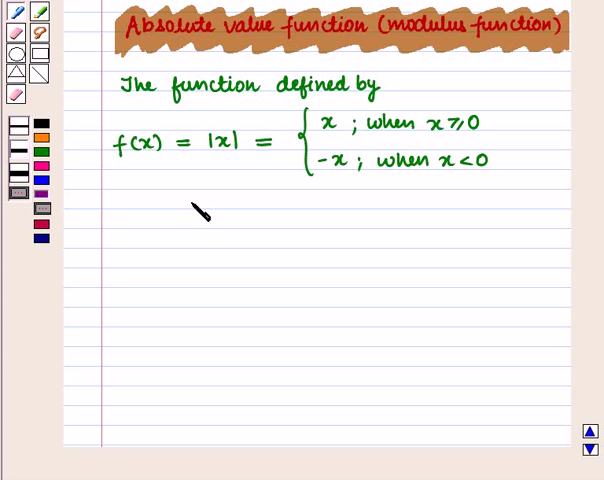 Absolute value function (modulus function)
The function defined by
f(x) = |x| = { x ; when x ≥ 0
-x ; when x < 0